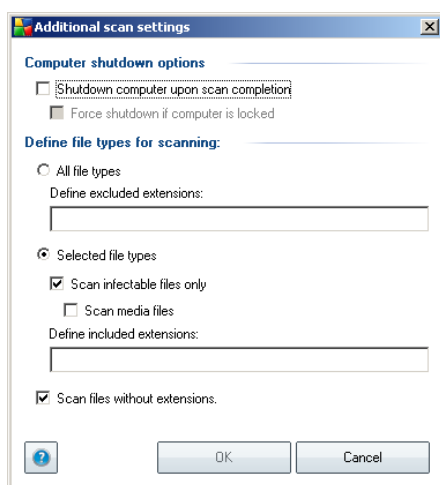 Additional scan settings
Computer shutdown options
Shutdown computer upon scan completion
Force shutdown if computer is locked
Define file types for scanning:
All file types
Define excluded extensions:
Selected file types
Scan infectable files only
Scan media files
Define included extensions:
Scan files without extensions.
?
OK
Cancel